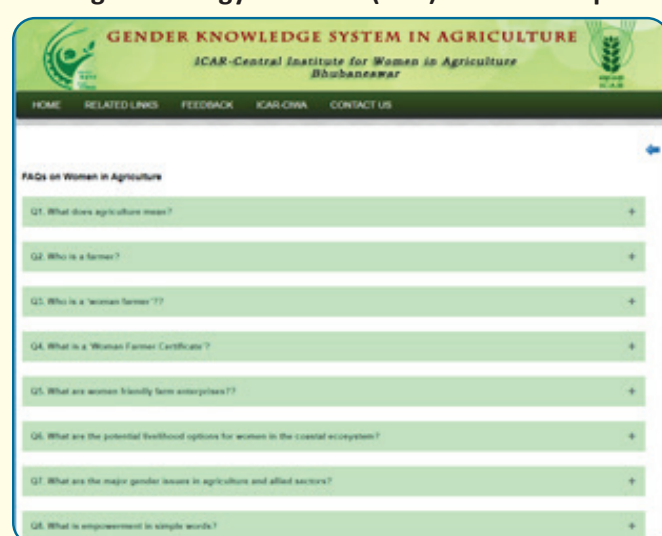 GENDER KNOWLEDGE SYSTEM IN AGRICULTURE
ICAR-Central Institute for Women in Agriculture
Bhubaneswar
ICAR
HOME RELATED LINKS FEEDBACK ICAR-CIWA CONTACT US
FAQs on Women in Agriculture
Q1. What does agriculture mean? +
Q2. Who is a farmer? +
Q3. Who is a 'woman farmer'?? +
Q4. What is a 'Woman Farmer Certificate'? +
Q5. What are women friendly farm enterprises?? +
Q6. What are the potential livelihood options for women in the coastal ecosystem? +
Q7. What are the major gender issues in agriculture and allied sectors? +
Q8. What is empowerment in simple words? +